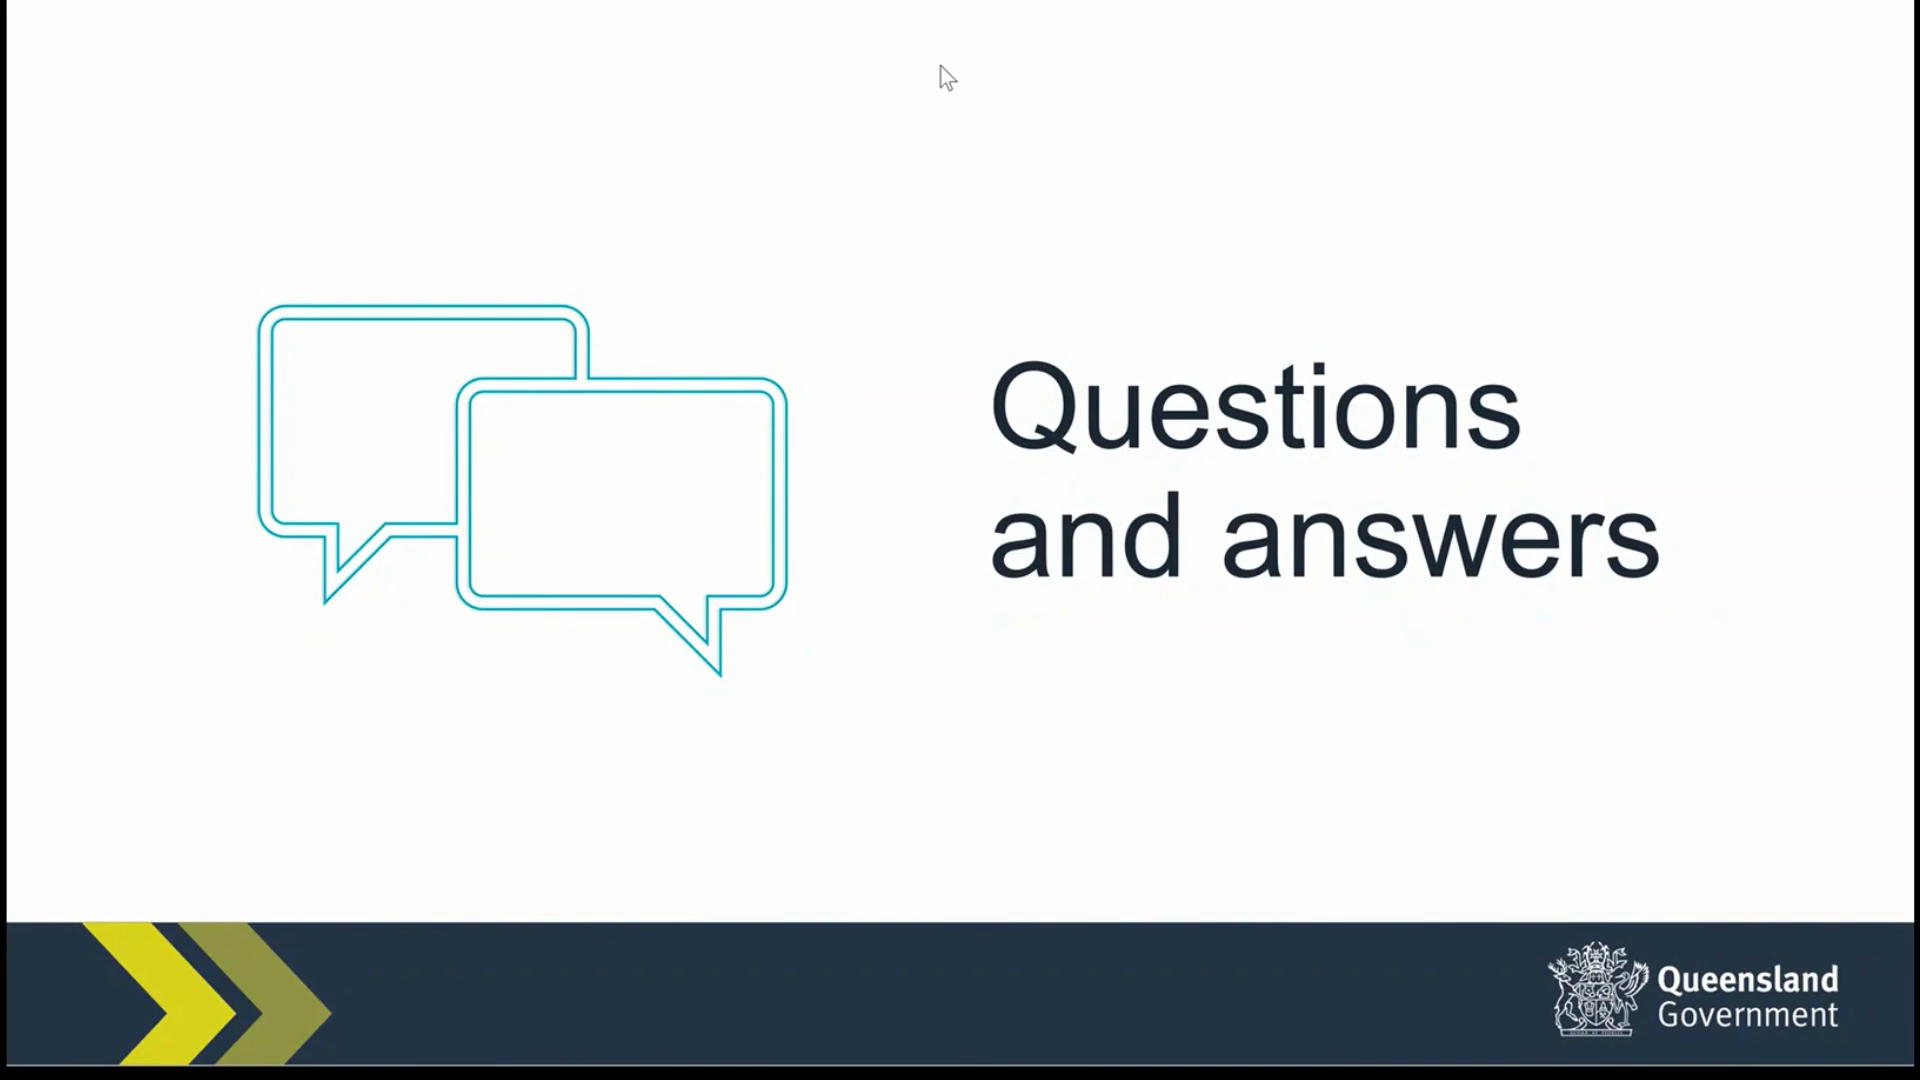 Questions
and answers
Queensland
Government